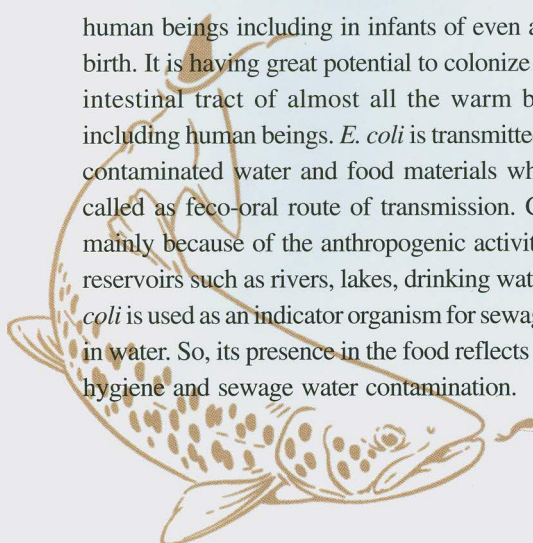 human beings including in infants of even a
birth. It is having great potential to colonize
intestinal tract of almost all the warm b
including human beings. E. coli is transmitte
contaminated water and food materials wh
called as feco-oral route of transmission. C
mainly because of the anthropogenic activit
reservoirs such as rivers, lakes, drinking wat
coli is used as an indicator organism for sewag
in water. So, its presence in the food reflects
hygiene and sewage water contamination.